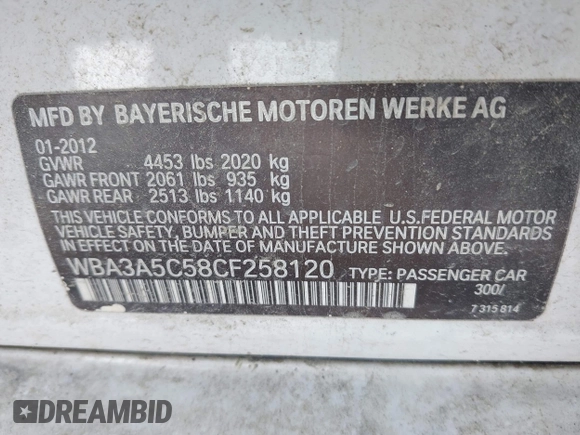 MFD BY BAYERISCHE MOTOREN WERKE AG
01-2012
GVWR 4453 lbs 2020 kg
GAWR FRONT 2061 lbs 935 kg
GAWR REAR 2513 lbs 1140 kg
THIS VEHICLE CONFORMS TO ALL APPLICABLE U.S.FEDERAL MOTOR
VEHICLE SAFETY, BUMPER AND THEFT PREVENTION STANDARDS
IN EFFECT ON THE DATE OF MANUFACTURE SHOWN ABOVE.
WBA3A5C58CF258120 TYPE: PASSENGER CAR
300/
7 315 814
DREAMBID